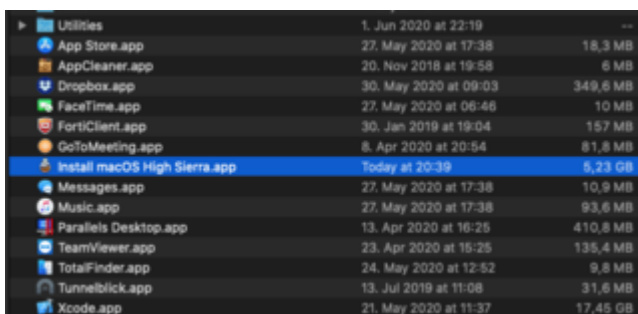 Utilities 1. Jun 2020 at 22:19 --
App Store.app 27. May 2020 at 17:38 18,3 MB
AppCleaner.app 20. Nov 2018 at 19:58 6 MB
Dropbox.app 30. May 2020 at 09:03 349,6 MB
FaceTime.app 27. May 2020 at 06:46 10 MB
FortiClient.app 30. Jan 2019 at 19:04 157 MB
GoToMeeting.app 8. Apr 2020 at 20:54 81,8 MB
Install macOS High Sierra.app Today at 20:39 5,23 GB
Messages.app 27. May 2020 at 17:38 10,9 MB
Music.app 27. May 2020 at 17:38 93,6 MB
Parallels Desktop.app 13. Apr 2020 at 16:25 410,8 MB
TeamViewer.app 23. Apr 2020 at 15:25 135,4 MB
TotalFinder.app 24. May 2020 at 12:52 9,8 MB
Tunnelblick.app 13. Jul 2019 at 11:08 31,6 MB
Xcode.app 21. May 2020 at 11:37 17,45 GB